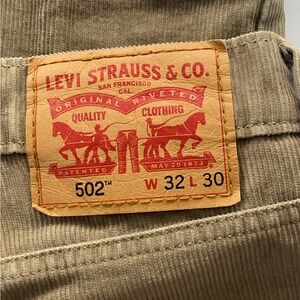 LEVI STRAUSS & CO.
SAN FRANCISCO
CAL.
ORIGINAL RIVETED
QUALITY CLOTHING
PATENTED MAY 20 1873
502™ W 32 L 30